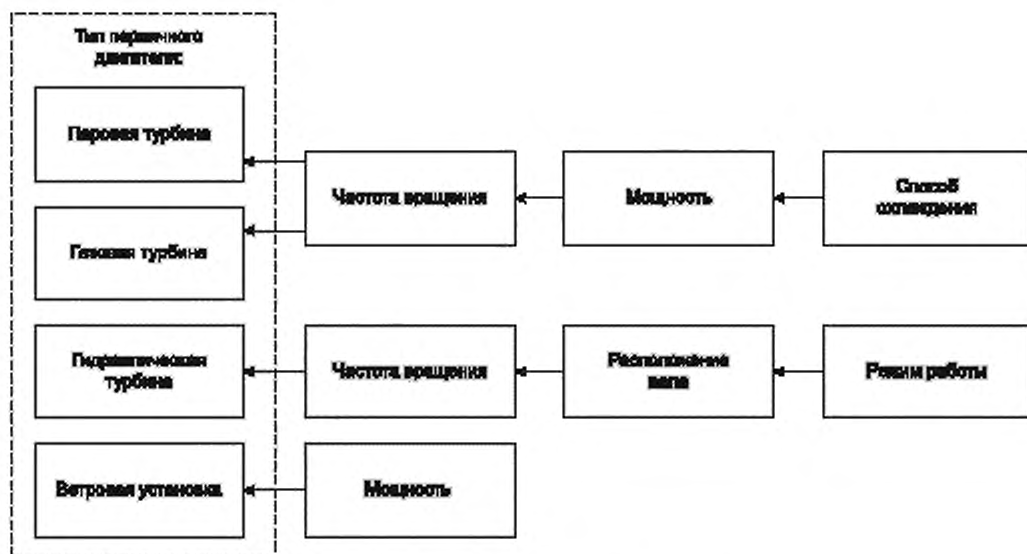 Тип первичного
двигателя:
Паровая турбина
Частота вращения
Мощность
Способ
охлаждения
Газовая турбина
Гидравлическая
турбина
Частота вращения
Расположение
вала
Режим работы
Ветровая установка
Мощность